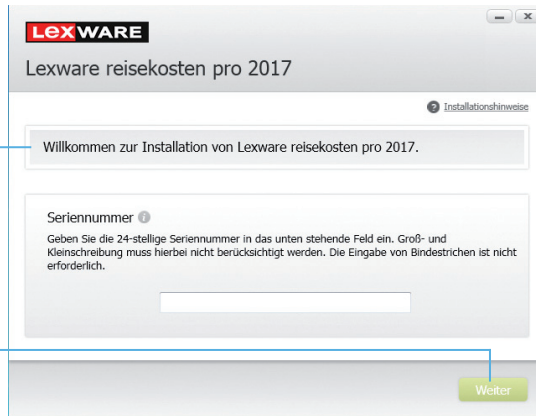 LEXWARE
Lexware reisekosten pro 2017
Installationshinweise
Willkommen zur Installation von Lexware reisekosten pro 2017.
Seriennummer
Geben Sie die 24-stellige Seriennummer in das unten stehende Feld ein. Groß- und
Kleinschreibung muss hierbei nicht berücksichtigt werden. Die Eingabe von Bindestrichen ist nicht
erforderlich.
Weiter